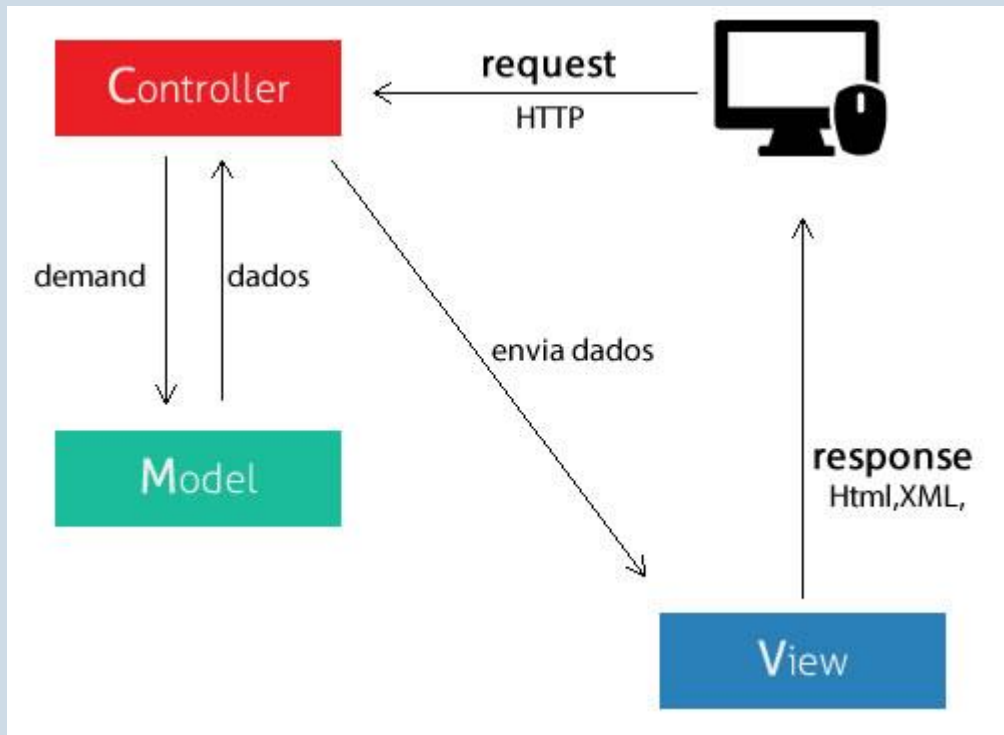 Controller
request
HTTP
demand
dados
envia dados
Model
response
Html,XML,
View